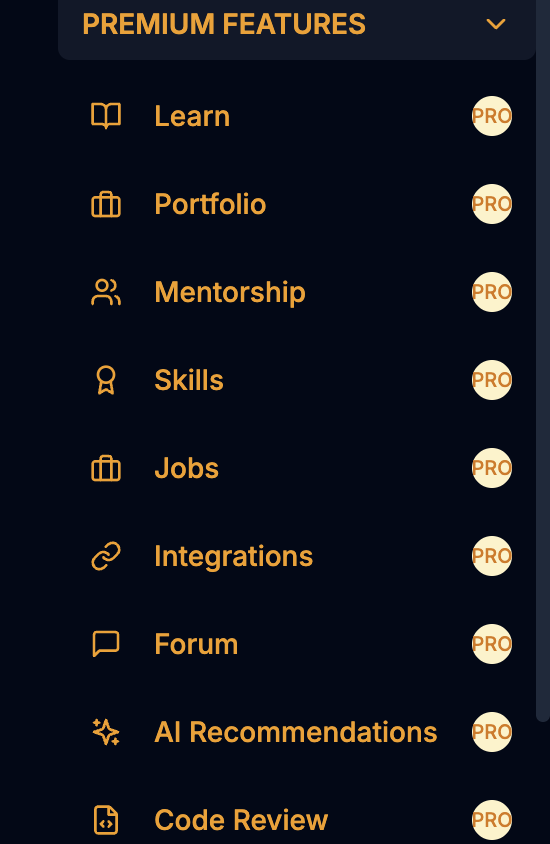 PREMIUM FEATURES
Learn PRO
Portfolio PRO
Mentorship PRO
Skills PRO
Jobs PRO
Integrations PRO
Forum PRO
AI Recommendations PRO
Code Review PRO